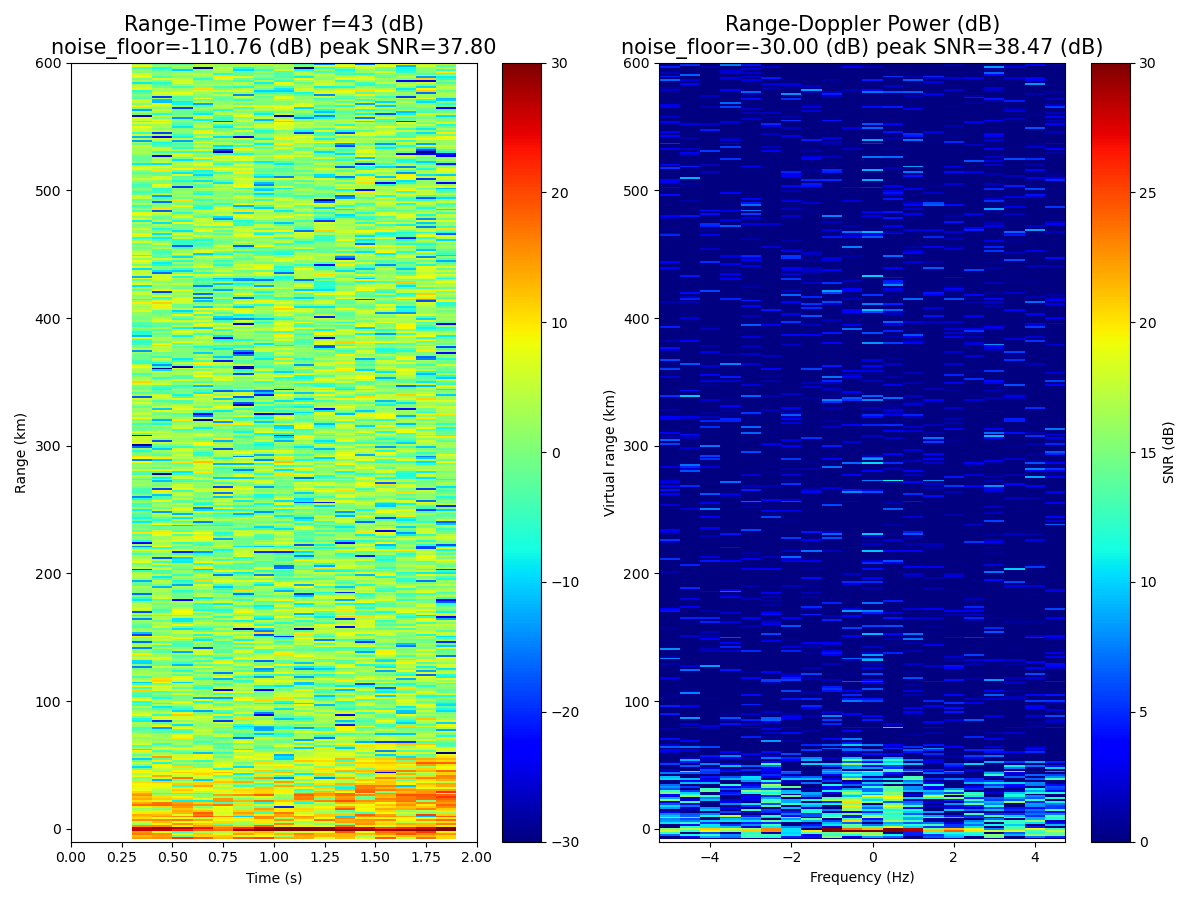 Range-Time Power f=43 (dB)
noise_floor=-110.76 (dB) peak SNR=37.80
600
500
400
300
200
100
0
Range (km)
0.00 0.25 0.50 0.75 1.00 1.25 1.50 1.75 2.00
Time (s)
30
20
10
0
−10
−20
−30
Range-Doppler Power (dB)
noise_floor=-30.00 (dB) peak SNR=38.47 (dB)
600
500
400
300
200
100
0
Virtual range (km)
−4 −2 0 2 4
Frequency (Hz)
30
25
20
15
10
5
0
SNR (dB)